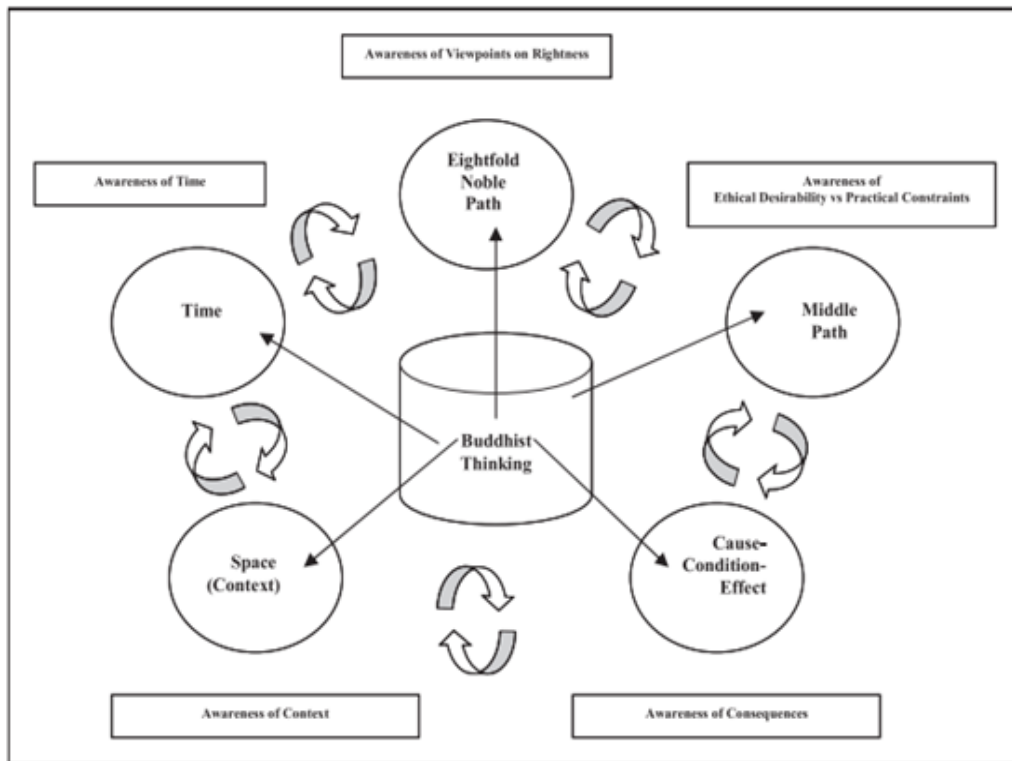 Awareness of Viewpoints on Rightness
Eightfold
Noble
Path
Awareness of Time
Awareness of
Ethical Desirability vs Practical Constraints
Time
Middle
Path
Buddhist
Thinking
Space
(Context)
Cause-
Condition-
Effect
Awareness of Context
Awareness of Consequences